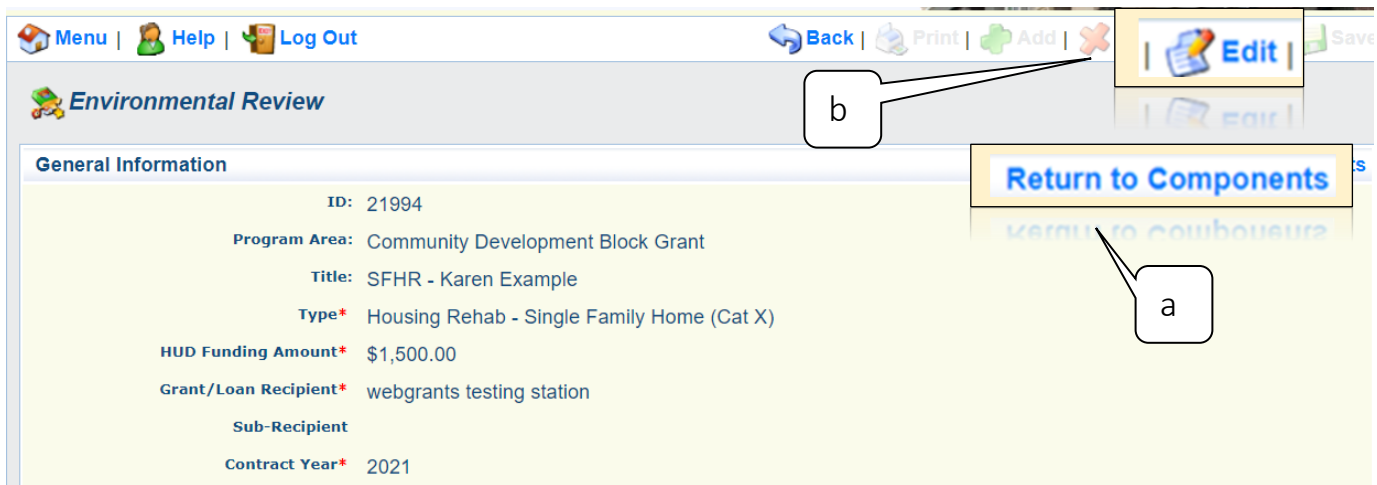 Menu | Help | Log Out
Back | Print | Add | | Edit | Save
b
Environmental Review
General Information
Return to Components
ts
ID: 21994
Program Area: Community Development Block Grant
Title: SFHR - Karen Example
a
Type* Housing Rehab - Single Family Home (Cat X)
HUD Funding Amount* $1,500.00
Grant/Loan Recipient* webgrants testing station
Sub-Recipient
Contract Year* 2021